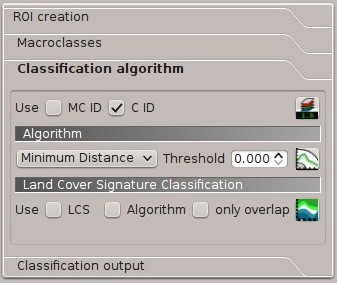 ROI creation
Macroclasses
Classification algorithm
Use MC ID C ID
Algorithm
Minimum Distance Threshold 0.000
Land Cover Signature Classification
Use LCS Algorithm only overlap
Classification output